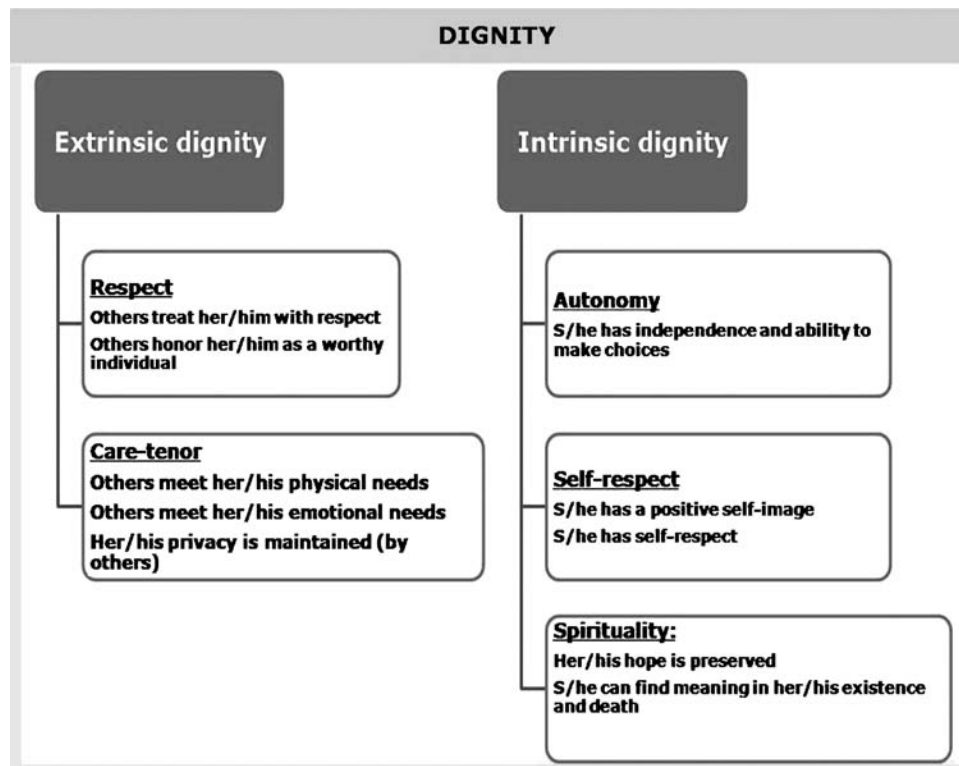 DIGNITY
Extrinsic dignity
Respect
Others treat her/him with respect
Others honor her/him as a worthy
individual
Care-tenor
Others meet her/his physical needs
Others meet her/his emotional needs
Her/his privacy is maintained (by
others)
Intrinsic dignity
Autonomy
S/he has independence and ability to
make choices
Self-respect
S/he has a positive self-image
S/he has self-respect
Spirituality:
Her/his hope is preserved
S/he can find meaning in her/his existence
and death